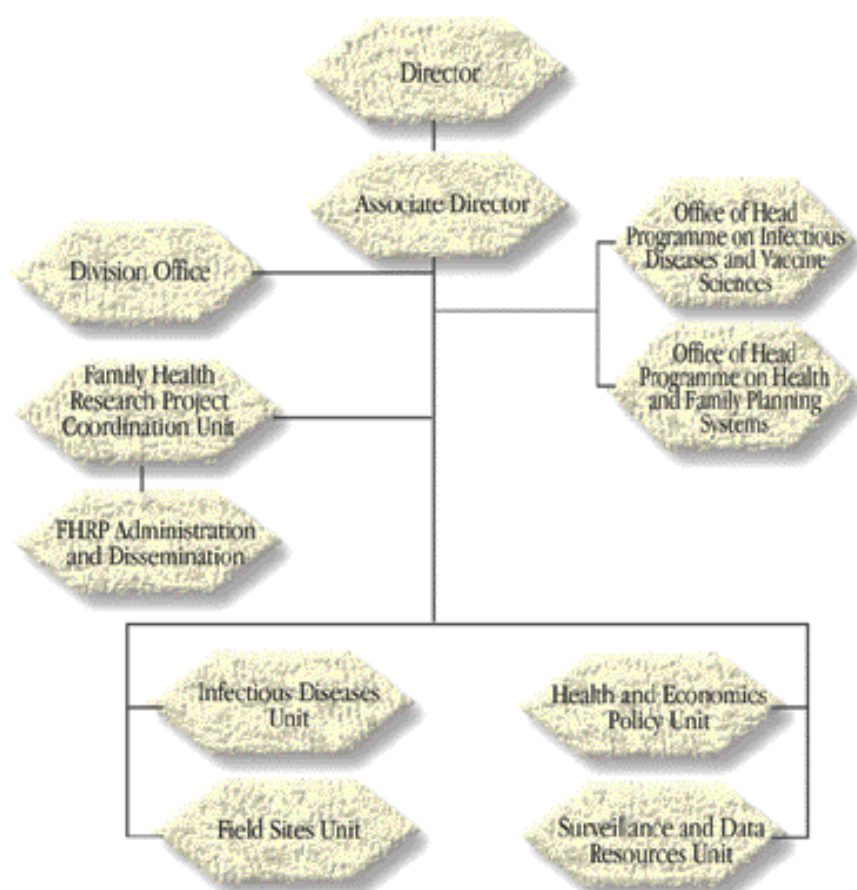 Director
Associate Director
Division Office
Office of Head
Programme on Infectious
Diseases and Vaccine
Sciences
Family Health
Research Project
Coordination Unit
Office of Head
Programme on Health
and Family Planning
Systems
FHRP Administration
and Dissemination
Infectious Diseases
Unit
Health and Economics
Policy Unit
Field Sites Unit
Surveillance and Data
Resources Unit